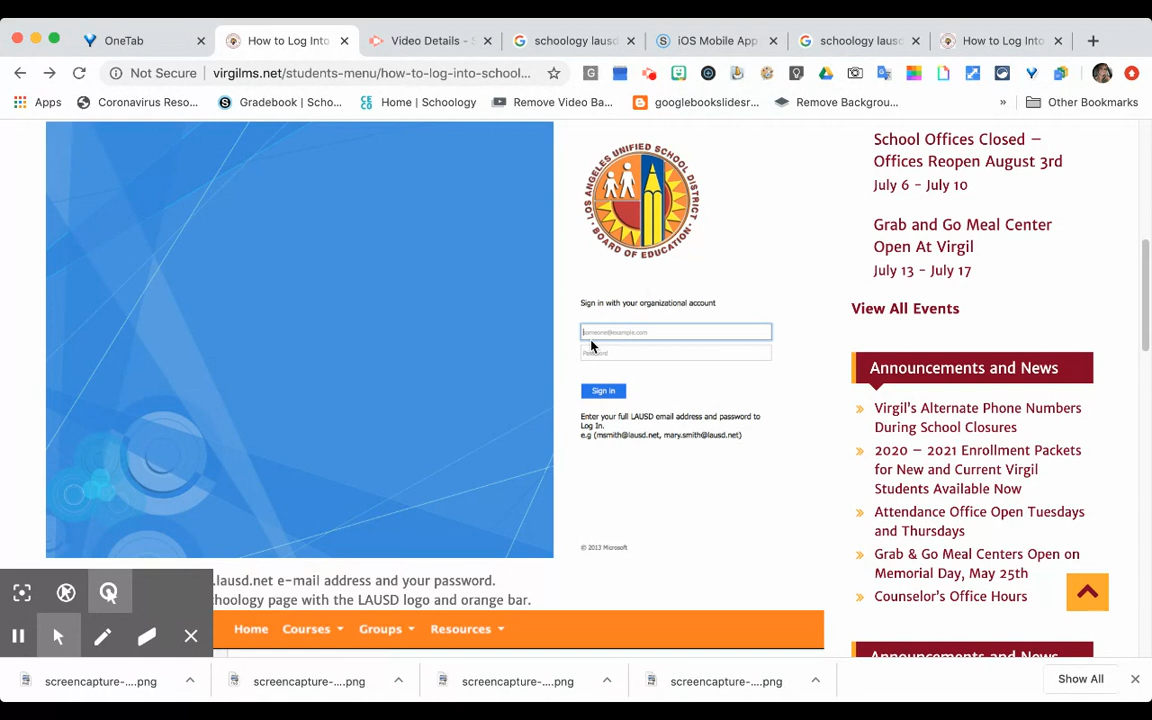 OneTab
How to Log Into
Video Details - S
schoology lausd
iOS Mobile App
schoology lausd
How to Log Into
Not Secure
virgilms.net/students-menu/how-to-log-into-school...
Apps
Coronavirus Reso...
Gradebook | Scho...
Home | Schoology
Remove Video Ba...
googlebookslidesr...
Remove Backgrou...
»
Other Bookmarks
LOS ANGELES UNIFIED SCHOOL DISTRICT
BOARD OF EDUCATION
Sign in with your organizational account
someone@example.com
Password
Sign in
Enter your full LAUSD email address and password to
Log In.
e.g (msmith@lausd.net, mary.smith@lausd.net)
© 2013 Microsoft
.lausd.net e-mail address and your password.
hoology page with the LAUSD logo and orange bar.
Home
Courses
Groups
Resources
School Offices Closed –
Offices Reopen August 3rd
July 6 - July 10
Grab and Go Meal Center
Open At Virgil
July 13 - July 17
View All Events
Announcements and News
Virgil's Alternate Phone Numbers
During School Closures
2020 – 2021 Enrollment Packets
for New and Current Virgil
Students Available Now
Attendance Office Open Tuesdays
and Thursdays
Grab & Go Meal Centers Open on
Memorial Day, May 25th
Counselor's Office Hours
Announcements and News
screencapture-....png
screencapture-....png
screencapture-....png
screencapture-....png
Show All